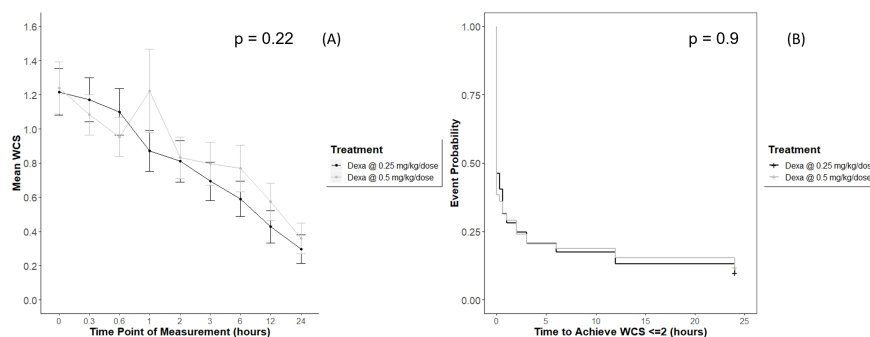 p = 0.22
(A)
Mean WCS
1.6
1.4
1.2
1.0
0.8
0.6
0.4
0.2
0.0
0 0.3 0.6 1 2 3 6 12 24
Time Point of Measurement (hours)
Treatment
Dexa @ 0.25 mg/kg/dose
Dexa @ 0.5 mg/kg/dose
p = 0.9
(B)
Event Probability
1.00
0.75
0.50
0.25
0.00
0 5 10 15 20 25
Time to Achieve WCS <=2 (hours)
Treatment
Dexa @ 0.25 mg/kg/dose
Dexa @ 0.5 mg/kg/dose